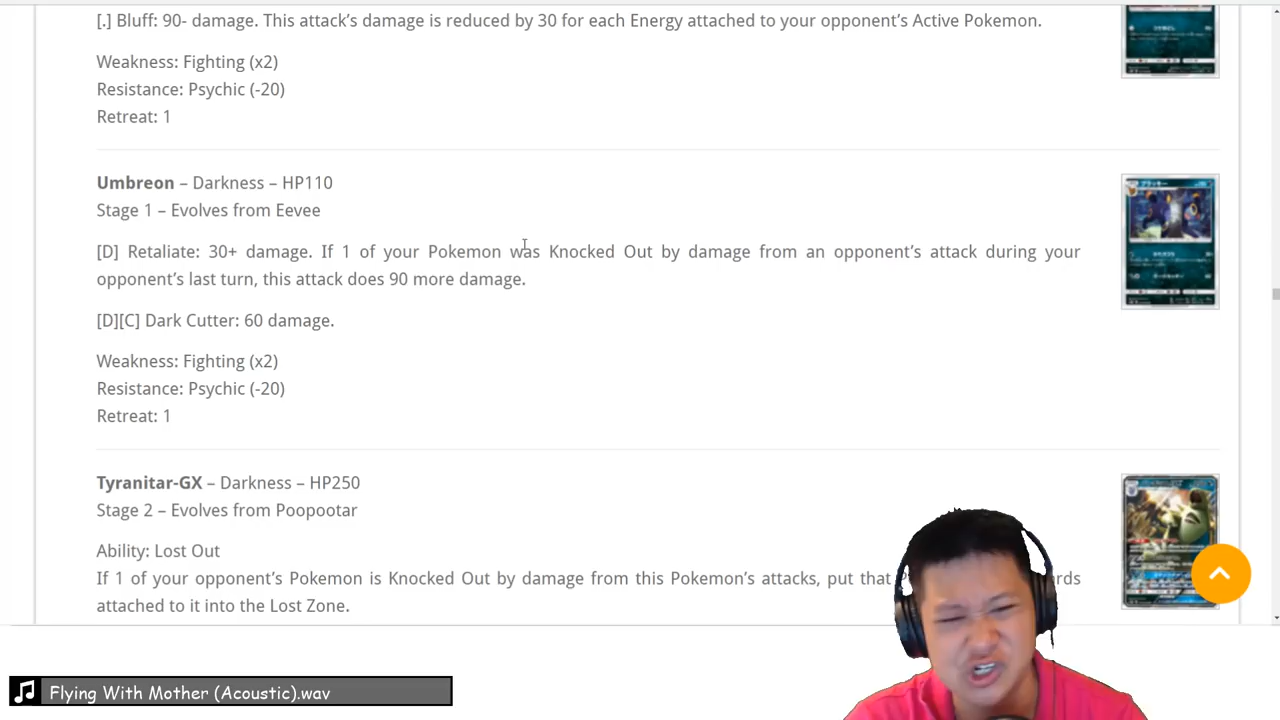 [.] Bluff: 90- damage. This attack’s damage is reduced by 30 for each Energy attached to your opponent’s Active Pokemon.
Weakness: Fighting (x2)
Resistance: Psychic (-20)
Retreat: 1
Umbreon – Darkness – HP110
Stage 1 – Evolves from Eevee
[D] Retaliate: 30+ damage. If 1 of your Pokemon was Knocked Out by damage from an opponent’s attack during your
opponent’s last turn, this attack does 90 more damage.
[D][C] Dark Cutter: 60 damage.
Weakness: Fighting (x2)
Resistance: Psychic (-20)
Retreat: 1
Tyranitar-GX – Darkness – HP250
Stage 2 – Evolves from Poopootar
Ability: Lost Out
If 1 of your opponent’s Pokemon is Knocked Out by damage from this Pokemon’s attacks, put that
attached to it into the Lost Zone.
Flying With Mother (Acoustic).wav